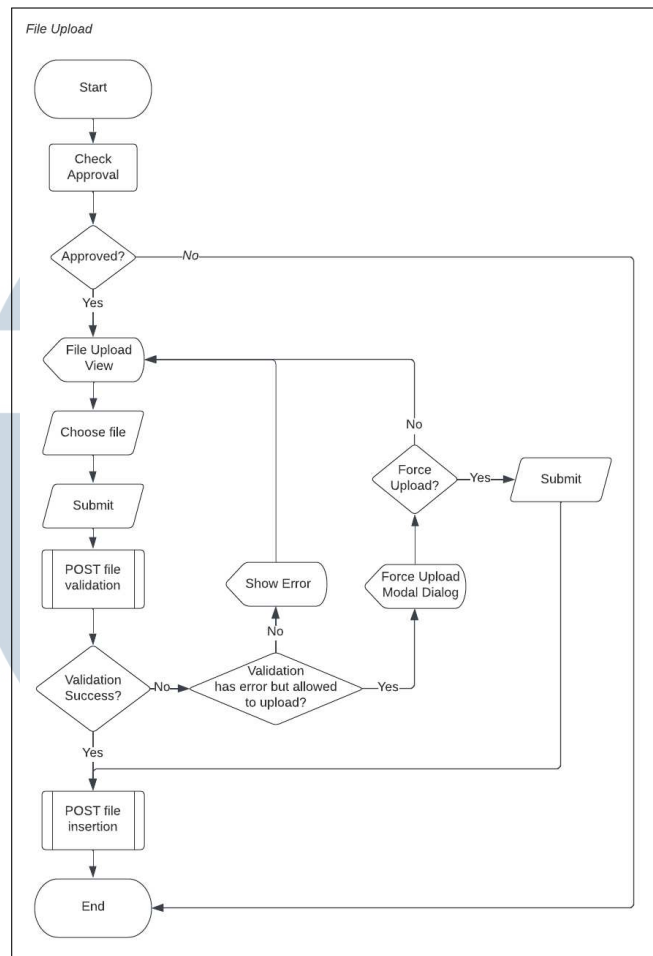 File Upload
Start
Check
Approval
Approved?
No
Yes
File Upload
View
No
Choose file
Force
Upload?
Yes
Submit
Submit
POST file
validation
Show Error
Force Upload
Modal Dialog
No
Validation
Success?
No
Validation
has error but allowed
to upload?
Yes
Yes
POST file
insertion
End